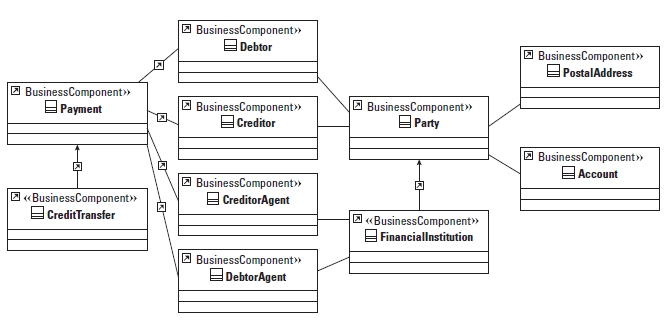 BusinessComponent»
Debtor
BusinessComponent»
Payment
BusinessComponent»
Creditor
BusinessComponent»
Party
BusinessComponent»
PostalAddress
BusinessComponent»
Account
«BusinessComponent»
CreditTransfer
BusinessComponent»
CreditorAgent
«BusinessComponent»
FinancialInstitution
BusinessComponent»
DebtorAgent